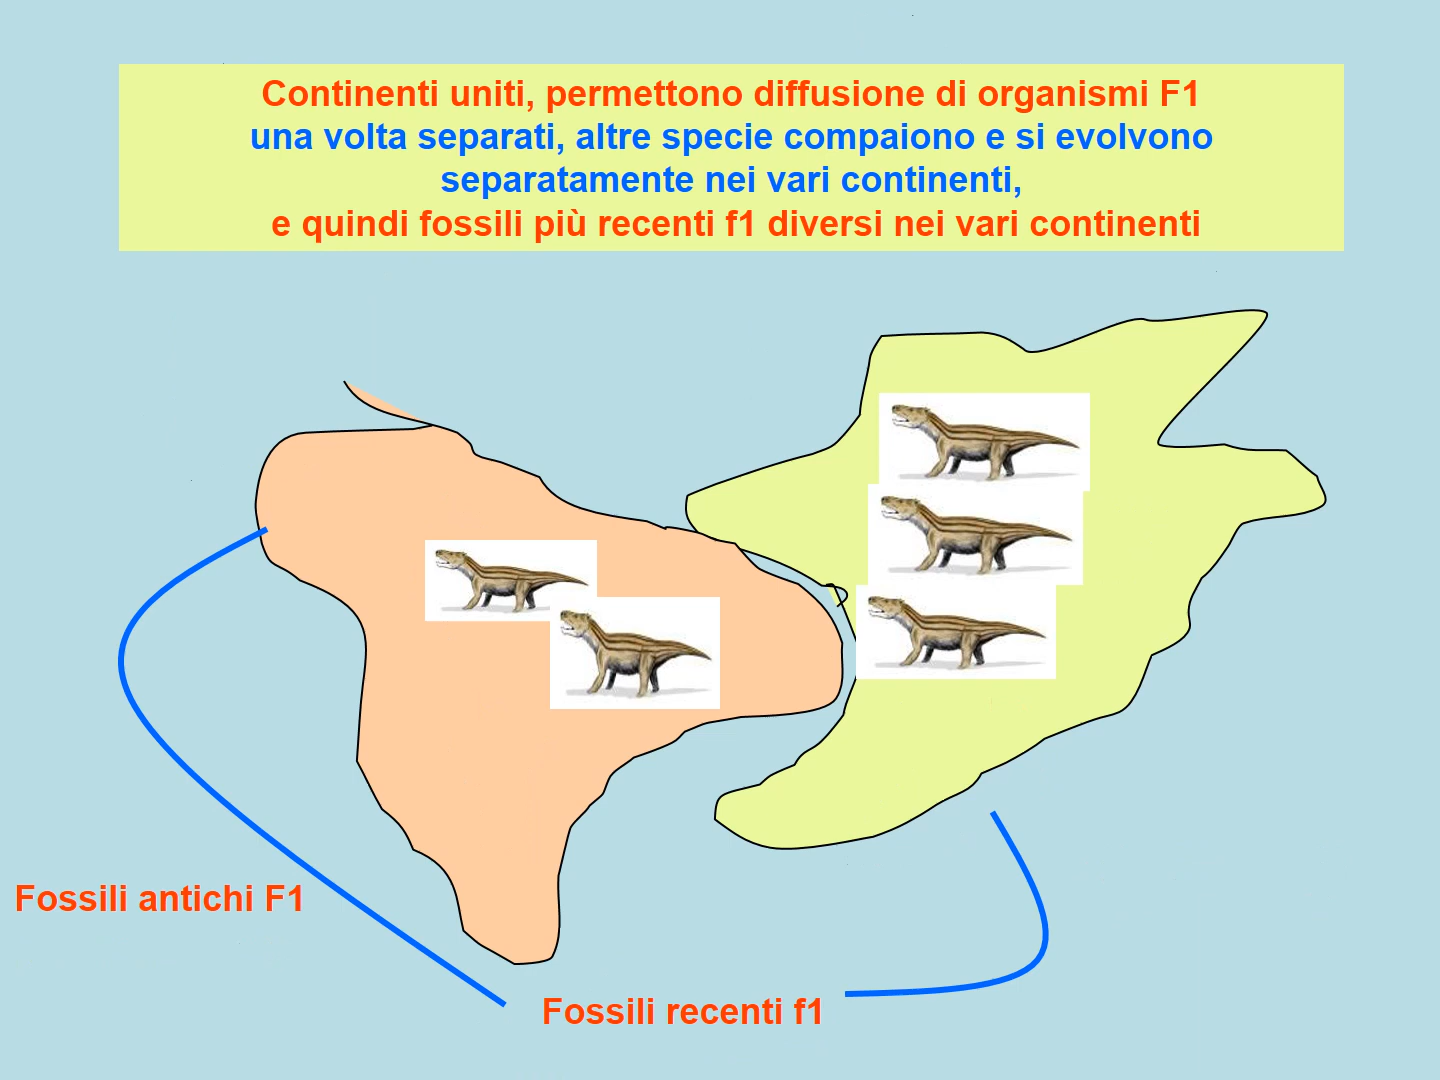 Continenti uniti, permettono diffusione di organismi F1
una volta separati, altre specie compaiono e si evolvono
separatamente nei vari continenti,
e quindi fossili più recenti f1 diversi nei vari continenti
Fossili antichi F1
Fossili recenti f1